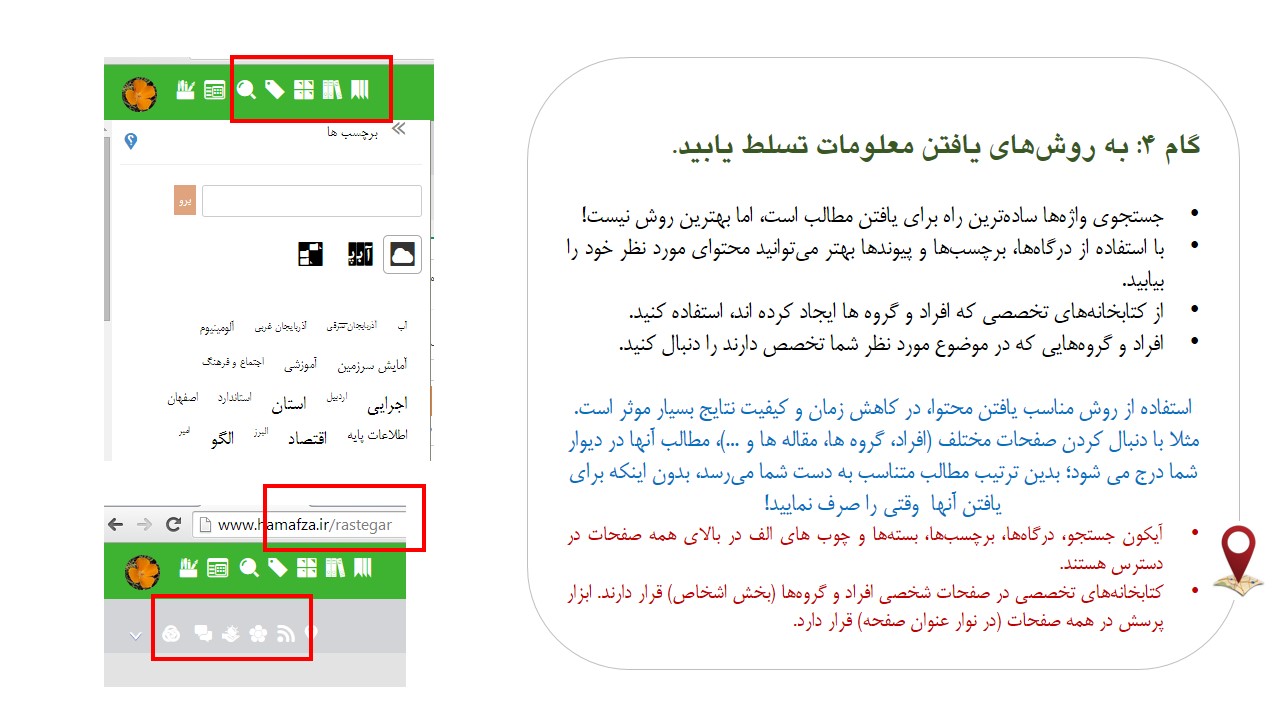 گام ۴: به روش‌های یافتن معلومات تسلط یابید.
• جستجوی واژه‌ها ساده‌ترین راه برای یافتن مطالب است، اما بهترین روش نیست!
• با استفاده از درگاه‌ها، برچسب‌ها و پیوندها بهتر می‌توانید محتوای مورد نظر خود را
بیابید.
• از کتابخانه‌های تخصصی که افراد و گروه ها ایجاد کرده اند، استفاده کنید.
• افراد و گروه‌هایی که در موضوع مورد نظر شما تخصص دارند را دنبال کنید.
استفاده از روش مناسب یافتن محتوا، در کاهش زمان و کیفیت نتایج بسیار موثر است.
مثلا با دنبال کردن صفحات مختلف (افراد، گروه ها، مقاله ها و ...)، مطالب آنها در دیوار
شما درج می شود؛ بدین ترتیب مطالب متناسب به دست شما می‌رسد، بدون اینکه برای
یافتن آنها وقتی را صرف نمایید!
• آیکون جستجو، درگاه‌ها، برچسب‌ها، بسته‌ها و چوب های الف در بالای همه صفحات در
دسترس هستند.
• کتابخانه‌های تخصصی در صفحات شخصی افراد و گروه‌ها (بخش اشخاص) قرار دارند. ابزار
پرسش در همه صفحات (در نوار عنوان صفحه) قرار دارد.
برچسب ها
برو
آب آذربایجان‌شرقی آذربایجان غربی آلومینیوم
آمایش سرزمین آموزشی اجتماع و فرهنگ
اجرایی اردبیل استان استاندارد اصفهان
اطلاعات پایه اقتصاد البرز الگو امیر
www.hamafza.ir/rastegar